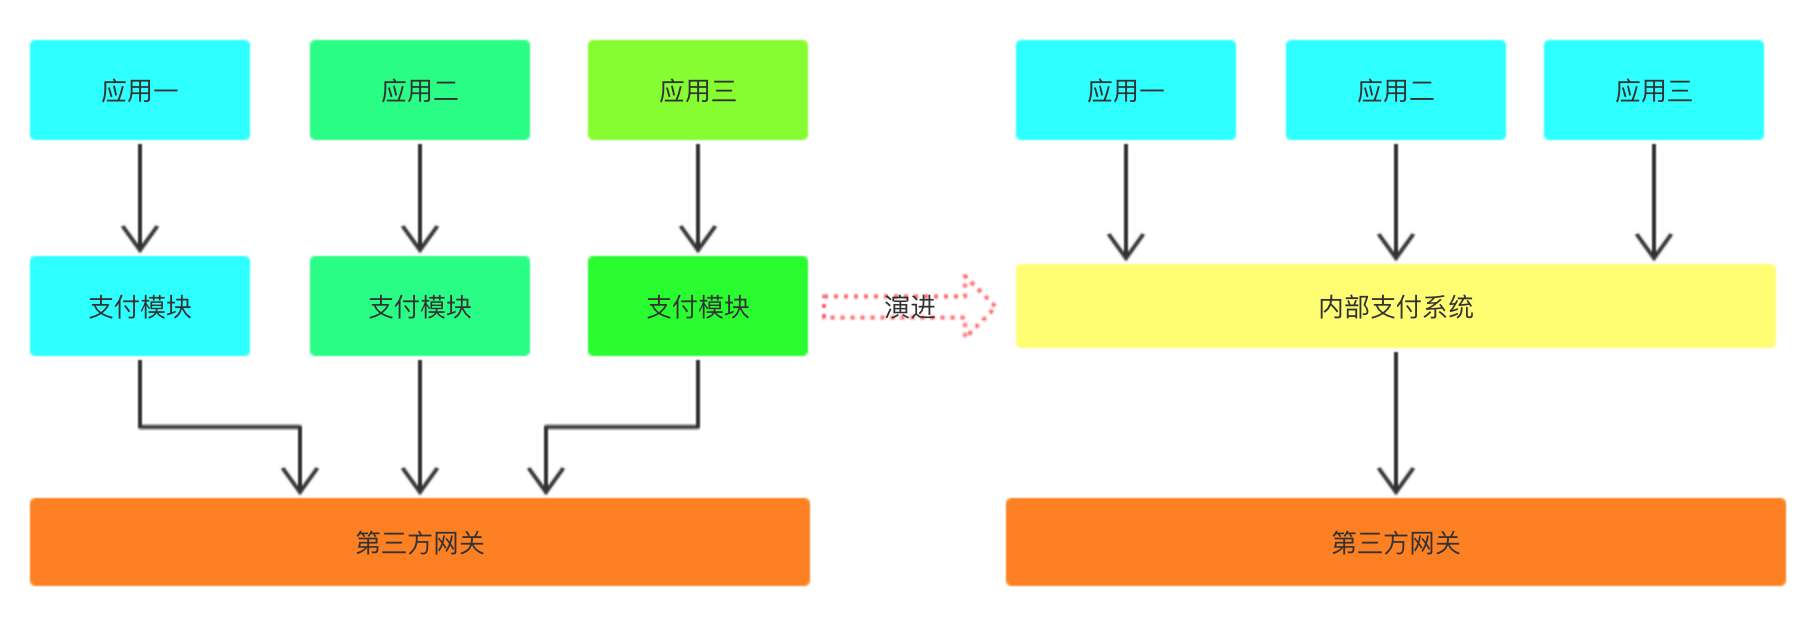 应用一
应用二
应用三
支付模块
支付模块
支付模块
第三方网关
演进
应用一
应用二
应用三
内部支付系统
第三方网关